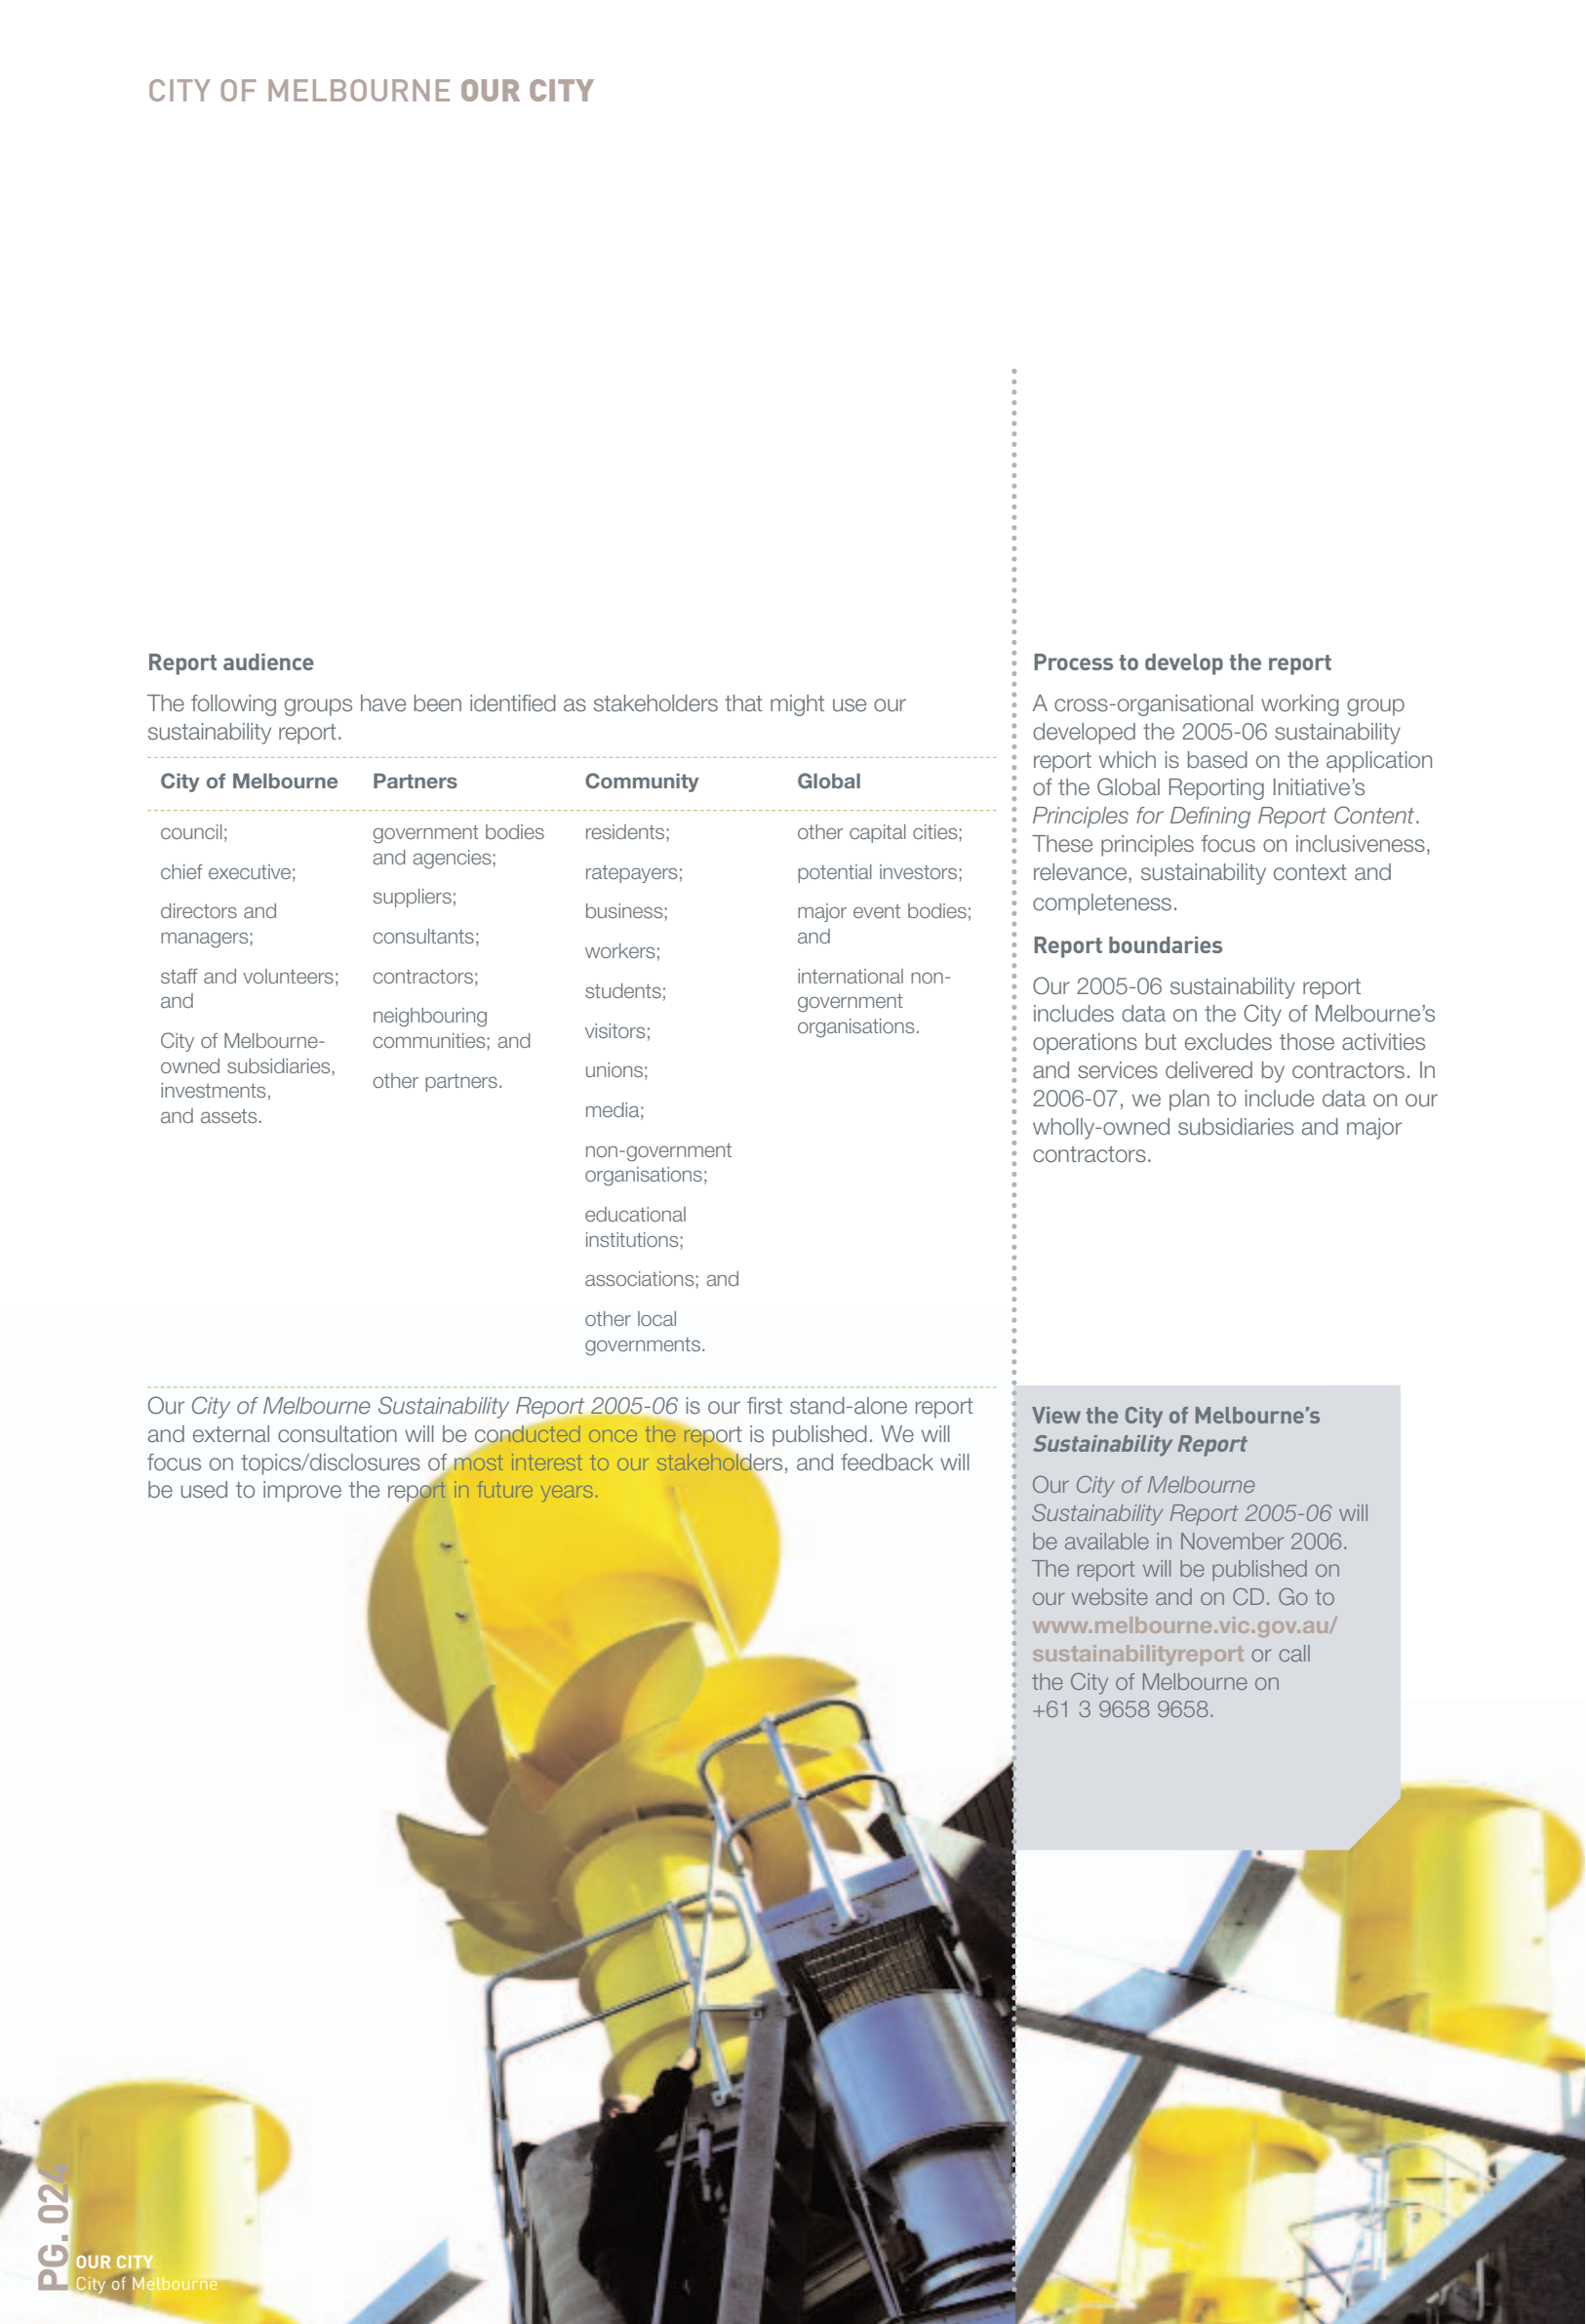 CITY OF MELBOURNE OUR CITY
Report audience
The following groups have been identified as stakeholders that might use our
sustainability report.
City of Melbourne
council;
chief executive;
directors and
managers;
staff and volunteers;
and
City of Melbourne-
owned subsidiaries,
investments,
and assets.
Partners
government bodies
and agencies;
suppliers;
consultants;
contractors;
neighbouring
communities; and
other partners.
Community
residents;
ratepayers;
business;
workers;
students;
visitors;
unions;
media;
non-government
organisations;
educational
institutions;
associations; and
other local
governments.
Global
other capital cities;
potential investors;
major event bodies;
and
international non-
government
organisations.
Our City of Melbourne Sustainability Report 2005-06 is our first stand-alone report
and external consultation will be conducted once the report is published. We will
focus on topics/disclosures of most interest to our stakeholders, and feedback will
be used to improve the report in future years.
Process to develop the report
A cross-organisational working group
developed the 2005-06 sustainability
report which is based on the application
of the Global Reporting Initiative's
Principles for Defining Report Content.
These principles focus on inclusiveness,
relevance, sustainability context and
completeness.
Report boundaries
Our 2005-06 sustainability report
includes data on the City of Melbourne's
operations but excludes those activities
and services delivered by contractors. In
2006-07, we plan to include data on our
wholly-owned subsidiaries and major
contractors.
View the City of Melbourne's
Sustainability Report
Our City of Melbourne
Sustainability Report 2005-06 will
be available in November 2006.
The report will be published on
our website and on CD. Go to
www.melbourne.vic.gov.au/
sustainabilityreport or call
the City of Melbourne on
+61 3 9658 9658.
PG. 024
OUR CITY
City of Melbourne